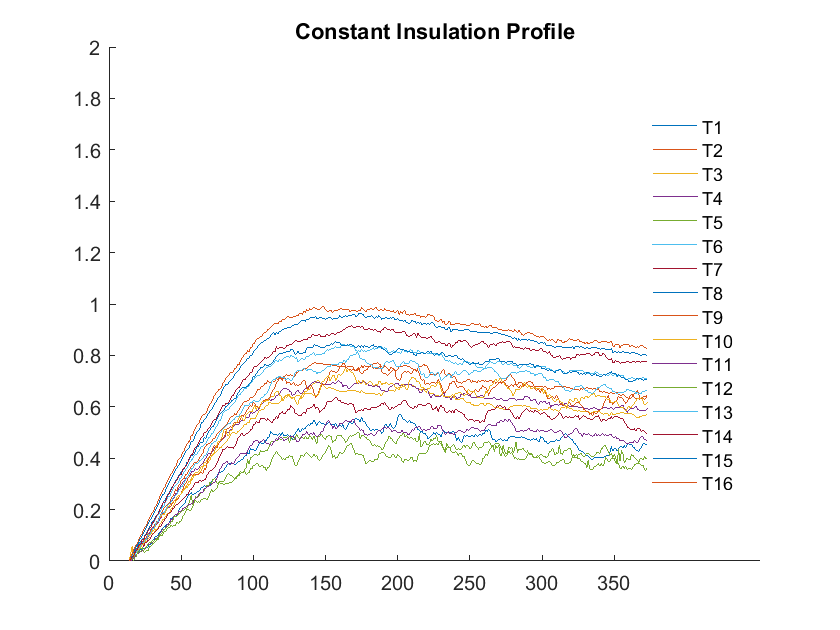 Constant Insulation Profile
2
1.8
1.6
1.4
1.2
1
0.8
0.6
0.4
0.2
0
0 50 100 150 200 250 300 350
T1
T2
T3
T4
T5
T6
T7
T8
T9
T10
T11
T12
T13
T14
T15
T16